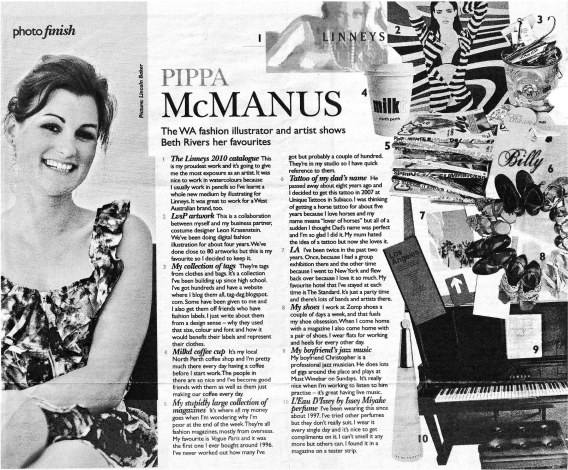 photo finish
Picture: Lincoln Baker
PIPPA
McMANUS
The WA fashion illustrator and artist shows
Beth Rivers her favourites
1 The Linneys 2010 catalogue This
is my proudest work and it's going to give
me the most exposure as an artist. It was
nice to work in watercolours because
I usually work in pencils so I've learnt a
whole new medium by illustrating for
Linneys. It was great to work for a West
Australian brand, too.
2 LvsP artwork This is a collaboration
between myself and my business partner,
costume designer Leon Krasenstein.
We've been doing digital fashion
illustration for about four years. We've
done close to 80 artworks but this is my
favourite so I decided to keep it.
3 My collection of tags They're tags
from clothes and bags. It's a collection
I've been building up since high school.
I've got hundreds and have a website
where I blog them all, tag-dag.blogspot.
com. Some have been given to me and
I also get them off friends who have
fashion labels. I just write about them
from a design sense – why they used
that size, colour and font and how it
would benefit their labels and represent
their clothes.
4 Milkd coffee cup It's my local
North Perth coffee shop and I'm pretty
much there every day having a coffee
before I start work. The people in
there are so nice and I've become good
friends with them as well as them just
making our coffee every day.
5 My stupidly large collection of
magazines It's where all my money
goes when I'm wondering why I'm
poor at the end of the week. They're all
fashion magazines, mostly from overseas.
My favourite is Vogue Paris and it was
the first one I ever bought around 1996.
I've never worked out how many I've
got but probably a couple of hundred.
They're in my studio so I have quick
reference to them.
6 Tattoo of my dad's name He
passed away about eight years ago and
I decided to get this tattoo in 2007 at
Unique Tattoos in Subiaco. I was thinking
of getting a horse tattoo for about five
years because I love horses and my
name means "lover of horses" but all of a
sudden I thought Dad's name was perfect
and I'm so glad I did it. My mum hated
the idea of a tattoo but now she loves it.
7 LA I've been twice in the past two
years. Once, because I had a group
exhibition there and the other time
because I went to New York and flew
back over because I love it so much. My
favourite hotel that I've stayed at each
time is The Standard. It's just a party time
and there's lots of bands and artists there.
8 My shoes I work at Zomp shoes a
couple of days a week, and that fuels
my shoe obsession. When I come home
with a magazine I also come home with
a pair of shoes. I wear flats for working
and heels for every other day.
9 My boyfriend's jazz music
My boyfriend Christopher is a
professional jazz musician. He does lots
of gigs around the place and plays at
Must Winebar on Sundays. It's really
nice when I'm working to listen to him
practise – it's great having live music.
10 L'Eau D'Issey by Issey Miyake
perfume I've been wearing this since
about 1997. I've tried other perfumes
but they don't really suit. I wear it
every single day and it's nice to get
compliments on it. I can't smell it any
more but others can. I found it in a
magazine on a tester strip.
1
LINNEYS
2
3
4
milk
north perth
5
6
Billy
7
8
9
YAMAHA
10